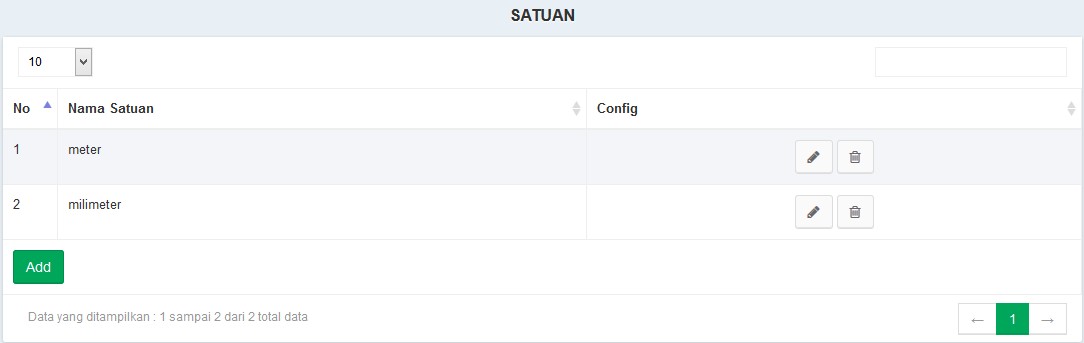 SATUAN
10
No Nama Satuan Config
1 meter
2 milimeter
Add
Data yang ditampilkan : 1 sampai 2 dari 2 total data
← 1 →